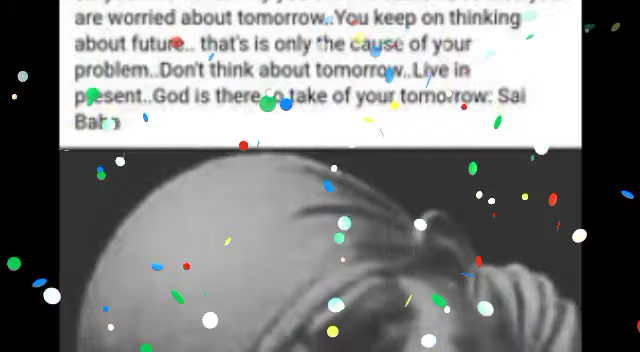 are worried about tomorrow..You keep on thinking
about future.. that's is only the cause of your
problem..Don't think about tomorrow..Live in
present..God is there to take of your tomorrow: Sai
Baba